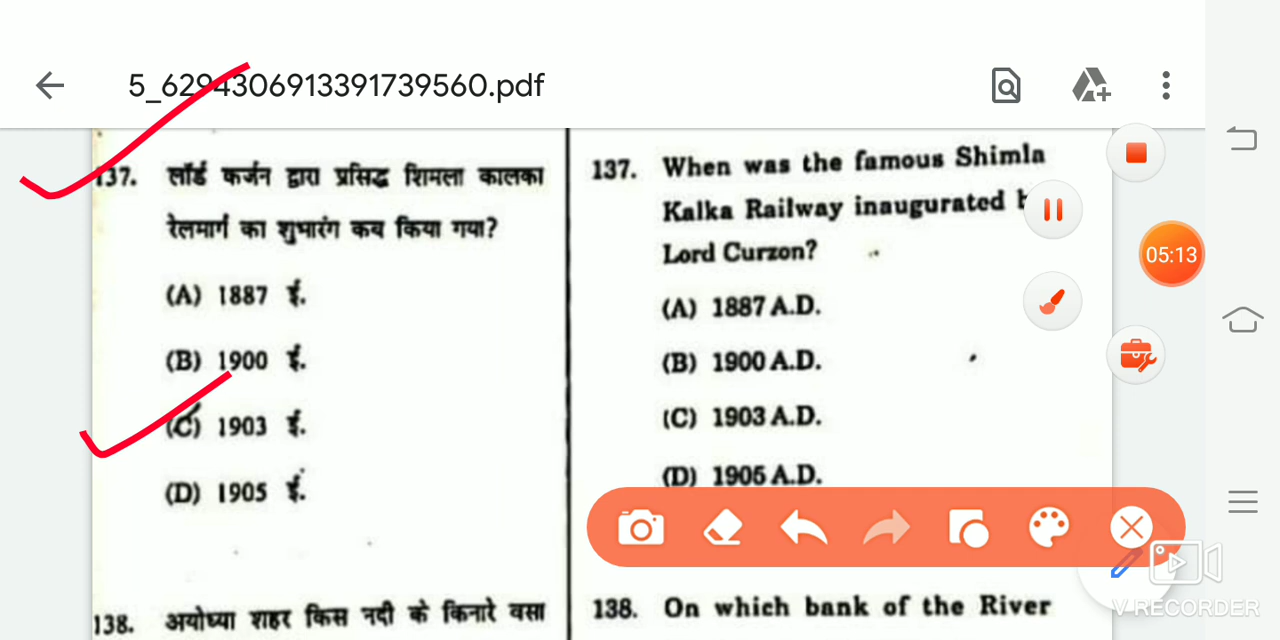 5_6294306913391739560.pdf
137. लॉर्ड कर्जन द्वारा प्रसिद्ध शिमला कालका
रेलमार्ग का शुभारंग कब किया गया?
(A) 1887 ई.
(B) 1900 ई.
(C) 1903 ई.
(D) 1905 ई.
138. अयोध्या शहर किस नदी के किनारे बसा
137. When was the famous Shimla
Kalka Railway inaugurated
Lord Curzon?
(A) 1887 A.D.
(B) 1900 A.D.
(C) 1903 A.D.
(D) 1905 A.D.
138. On which bank of the River
05:13
V RECORDER